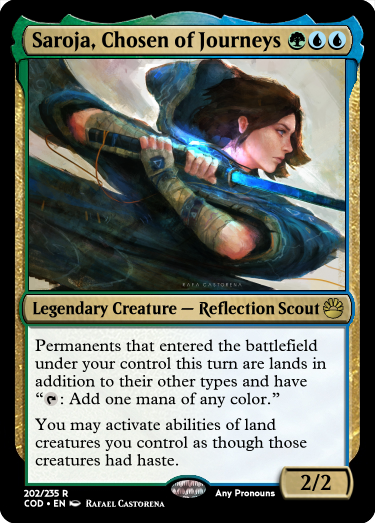 Saroja, Chosen of Journeys
RAFA CASTORENA
Legendary Creature — Reflection Scout
Permanents that entered the battlefield
under your control this turn are lands in
addition to their other types and have
“: Add one mana of any color.”
You may activate abilities of land
creatures you control as though those
creatures had haste.
2/2
202/235 R
Any Pronouns
COD • EN Rafael Castorena